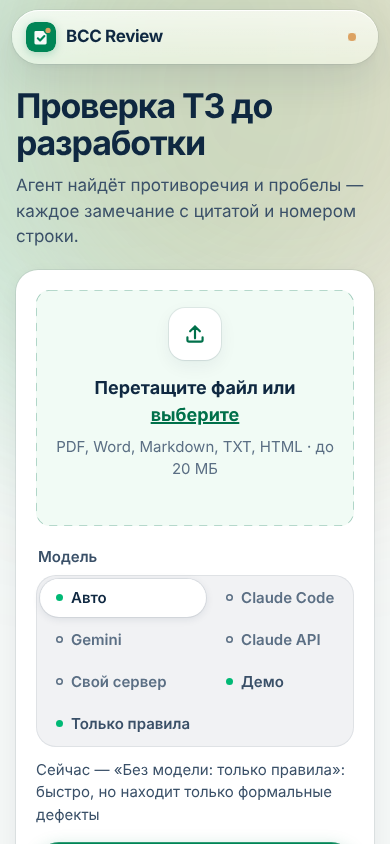 BCC Review
Проверка ТЗ до
разработки
Агент найдёт противоречия и пробелы —
каждое замечание с цитатой и номером
строки.
Перетащите файл или
выберите
PDF, Word, Markdown, TXT, HTML · до
20 МБ
Модель
Авто
Claude Code
Gemini
Claude API
Свой сервер
Демо
Только правила
Сейчас — «Без модели: только правила»:
быстро, но находит только формальные
дефекты